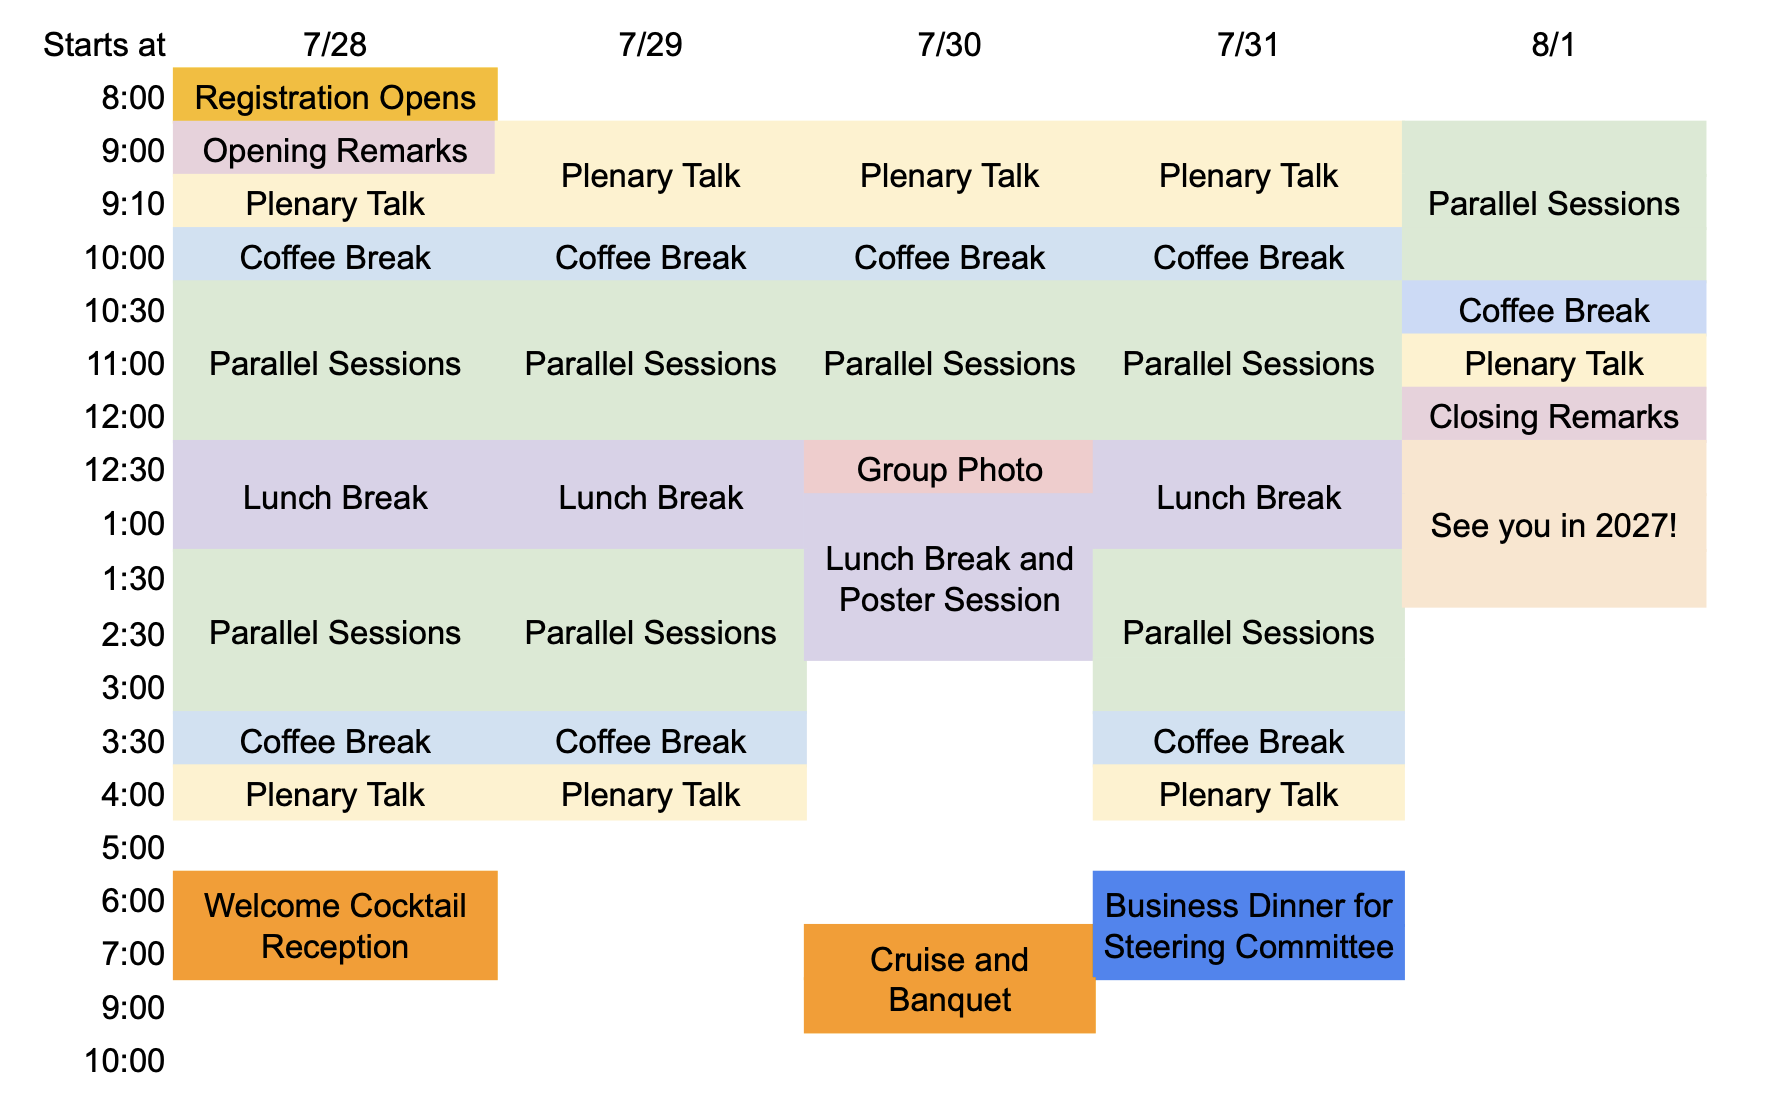 Starts at 7/28 7/29 7/30 7/31 8/1
8:00 Registration Opens
9:00 Opening Remarks
Plenary Talk Plenary Talk Plenary Talk
9:10 Plenary Talk Parallel Sessions
10:00 Coffee Break Coffee Break Coffee Break Coffee Break
10:30 Coffee Break
11:00 Parallel Sessions Parallel Sessions Parallel Sessions Parallel Sessions Plenary Talk
12:00 Closing Remarks
12:30 Group Photo
Lunch Break Lunch Break Lunch Break
1:00 See you in 2027!
Lunch Break and
1:30
Poster Session
2:30 Parallel Sessions Parallel Sessions Parallel Sessions
3:00
3:30 Coffee Break Coffee Break Coffee Break
4:00 Plenary Talk Plenary Talk Plenary Talk
5:00
6:00 Welcome Cocktail Business Dinner for
7:00 Reception Steering Committee
Cruise and
9:00 Banquet
10:00